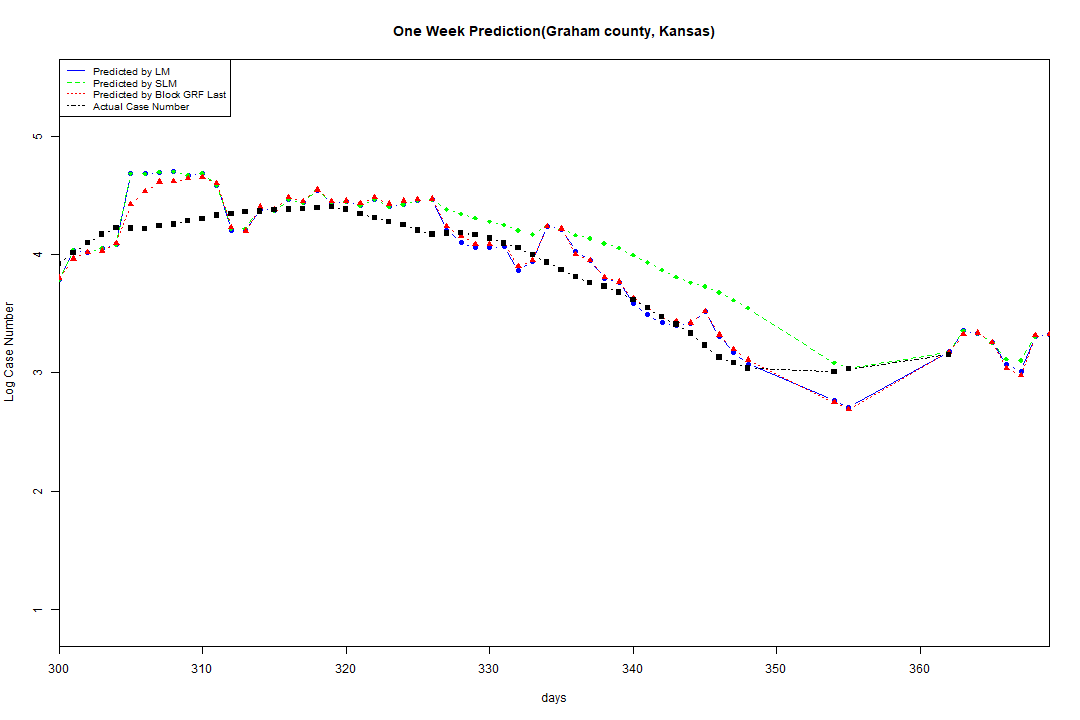 One Week Prediction(Graham county, Kansas)
Predicted by LM
Predicted by SLM
Predicted by Block GRF Last
Actual Case Number
5
4
3
2
1
Log Case Number
300 310 320 330 340 350 360
days